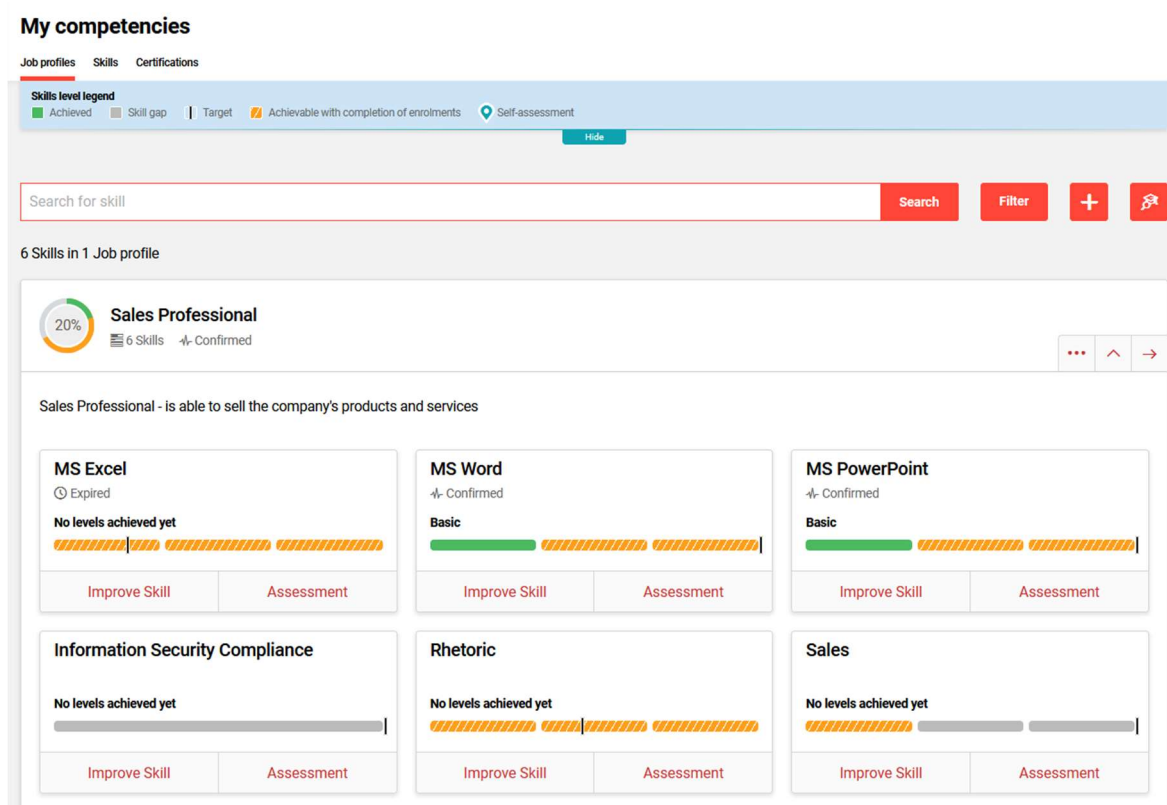 My competencies
Job profiles Skills Certifications
Skills level legend
Achieved Skill gap Target Achievable with completion of enrolments Self-assessment
Hide
Search for skill Search Filter
6 Skills in 1 Job profile
20% Sales Professional
6 Skills Confirmed
Sales Professional - is able to sell the company's products and services
MS Excel
Expired
No levels achieved yet
Improve Skill Assessment
MS Word
Confirmed
Basic
Improve Skill Assessment
MS PowerPoint
Confirmed
Basic
Improve Skill Assessment
Information Security Compliance
No levels achieved yet
Improve Skill Assessment
Rhetoric
No levels achieved yet
Improve Skill Assessment
Sales
No levels achieved yet
Improve Skill Assessment